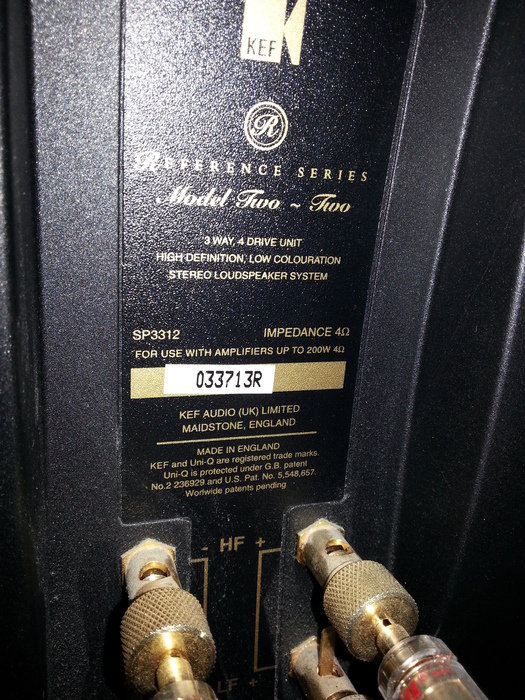 KEF
R
REFERENCE SERIES
Model Two ~ Two
3 WAY, 4 DRIVE UNIT
HIGH DEFINITION, LOW COLOURATION
STEREO LOUDSPEAKER SYSTEM
SP3312 IMPEDANCE 4Ω
FOR USE WITH AMPLIFIERS UP TO 200W 4Ω
033713R
KEF AUDIO (UK) LIMITED
MAIDSTONE, ENGLAND
MADE IN ENGLAND
KEF and Uni-Q are registered trade marks.
Uni-Q is protected under G.B. patent
No.2 236929 and U.S. Pat. No. 5,548,657.
Worlwide patents pending
- HF +
LF +